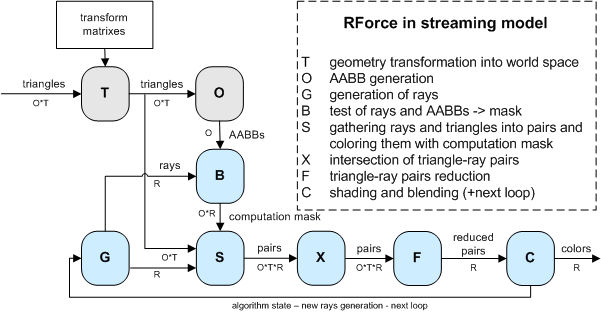 transform
matrixes
RForce in streaming model
T geometry transformation into world space
O AABB generation
G generation of rays
B test of rays and AABBs -> mask
S gathering rays and triangles into pairs and
coloring them with computation mask
X intersection of triangle-ray pairs
F triangle-ray pairs reduction
C shading and blending (+next loop)
triangles
O*T
T
triangles
O*T
O
O
AABBs
rays
R
B
O*R
computation mask
G
O*T
R
S
pairs
O*T*R
X
pairs
O*T*R
F
reduced
pairs
R
C
colors
R
algorithm state – new rays generation - next loop